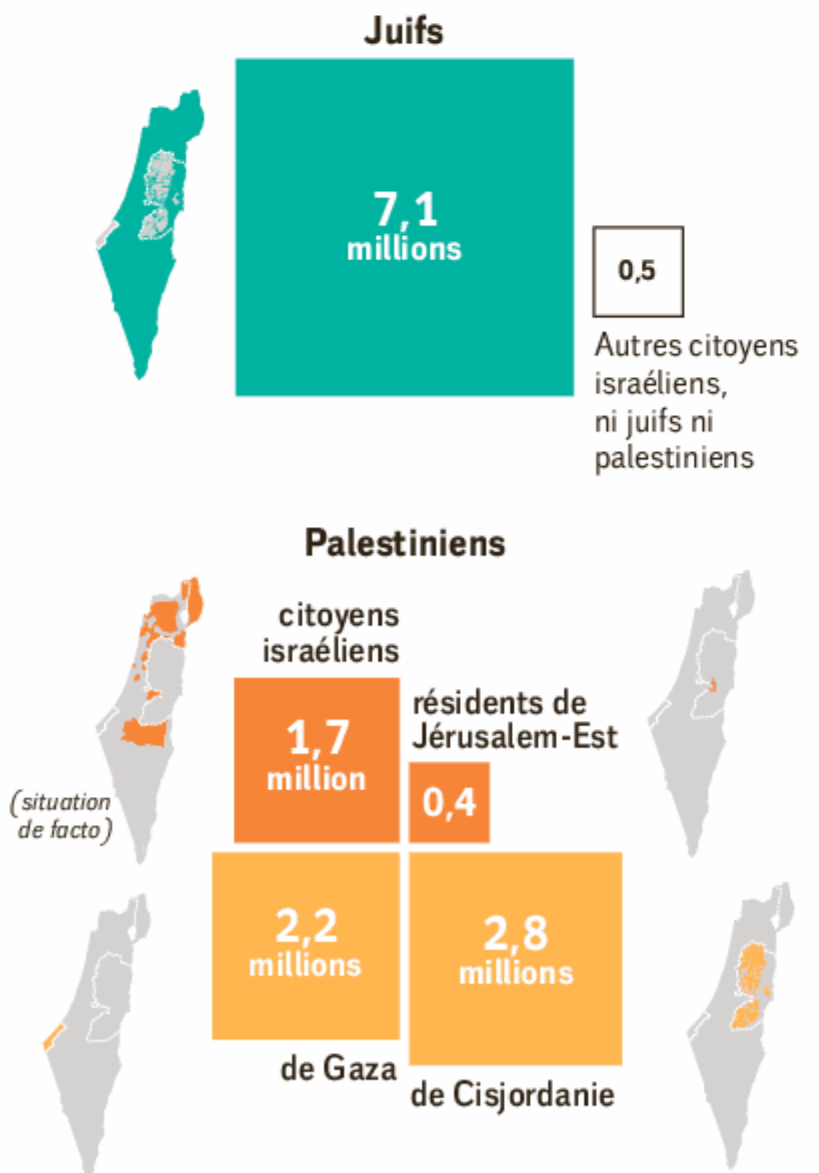 Juifs
7,1
millions
0,5
Autres citoyens
israéliens,
ni juifs ni
palestiniens
Palestiniens
citoyens
israéliens
1,7
million
résidents de
Jérusalem-Est
0,4
(situation
de facto)
2,2
millions
de Gaza
2,8
millions
de Cisjordanie